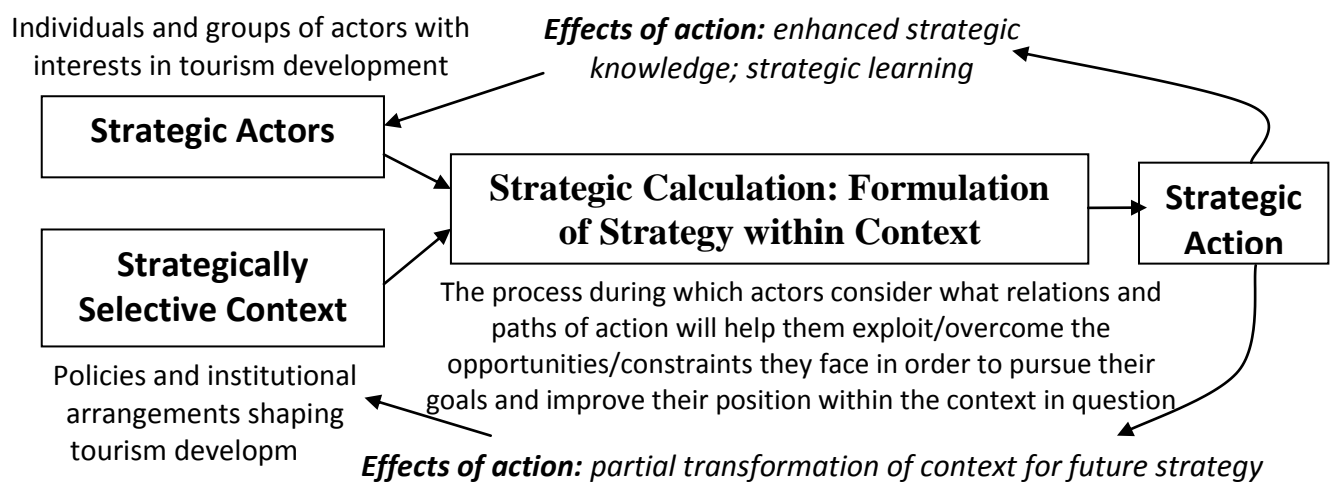 Individuals and groups of actors with
interests in tourism development
Effects of action: enhanced strategic
knowledge; strategic learning
Strategic Actors
Strategic Calculation: Formulation
of Strategy within Context
Strategic
Action
Strategically
Selective Context
The process during which actors consider what relations and
paths of action will help them exploit/overcome the
opportunities/constraints they face in order to pursue their
goals and improve their position within the context in question
Policies and institutional
arrangements shaping
tourism developm
Effects of action: partial transformation of context for future strategy